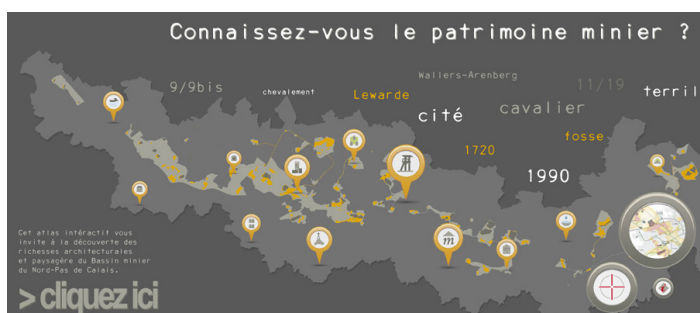 Connaissez-vous le patrimoine minier ?
Wallers-Arenberg
9/9bis
11/19
chevalement
Lewarde
terril
cité
cavalier
fosse
1720
1990
m
Cet atlas intéractif vous
invite à la découverte des
richesses architecturales
et paysagère du Bassin minier
du Nord-Pas de Calais.
> cliquez ici